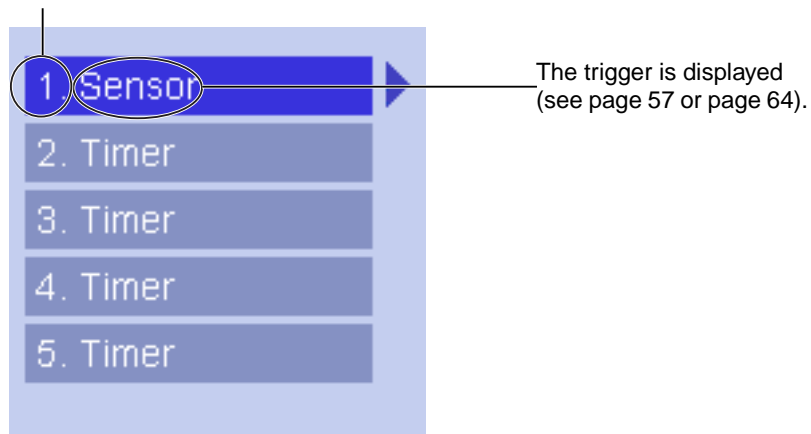 1. Sensor
The trigger is displayed
(see page 57 or page 64).
2. Timer
3. Timer
4. Timer
5. Timer